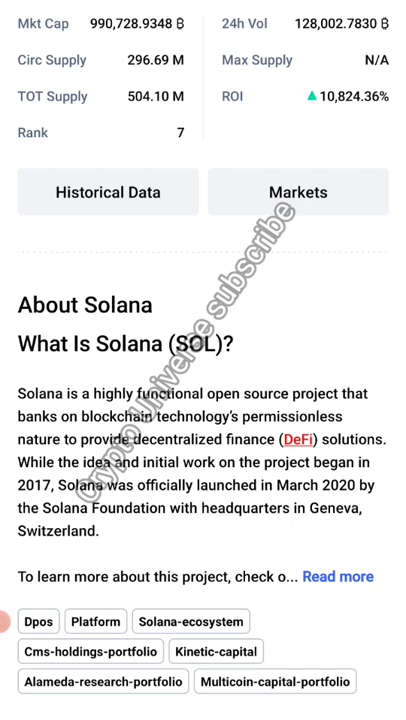 Mkt Cap 990,728.9348 ₿ 24h Vol 128,002.7830 ₿
Circ Supply 296.69 M Max Supply N/A
TOT Supply 504.10 M ROI ▲ 10,824.36%
Rank 7
Historical Data Markets
About Solana
What Is Solana (SOL)?
Solana is a highly functional open source project that
banks on blockchain technology’s permissionless
nature to provide decentralized finance (DeFi) solutions.
While the idea and initial work on the project began in
2017, Solana was officially launched in March 2020 by
the Solana Foundation with headquarters in Geneva,
Switzerland.
To learn more about this project, check o... Read more
Dpos Platform Solana-ecosystem
Cms-holdings-portfolio Kinetic-capital
Alameda-research-portfolio Multicoin-capital-portfolio
Crypto Universe subscribe